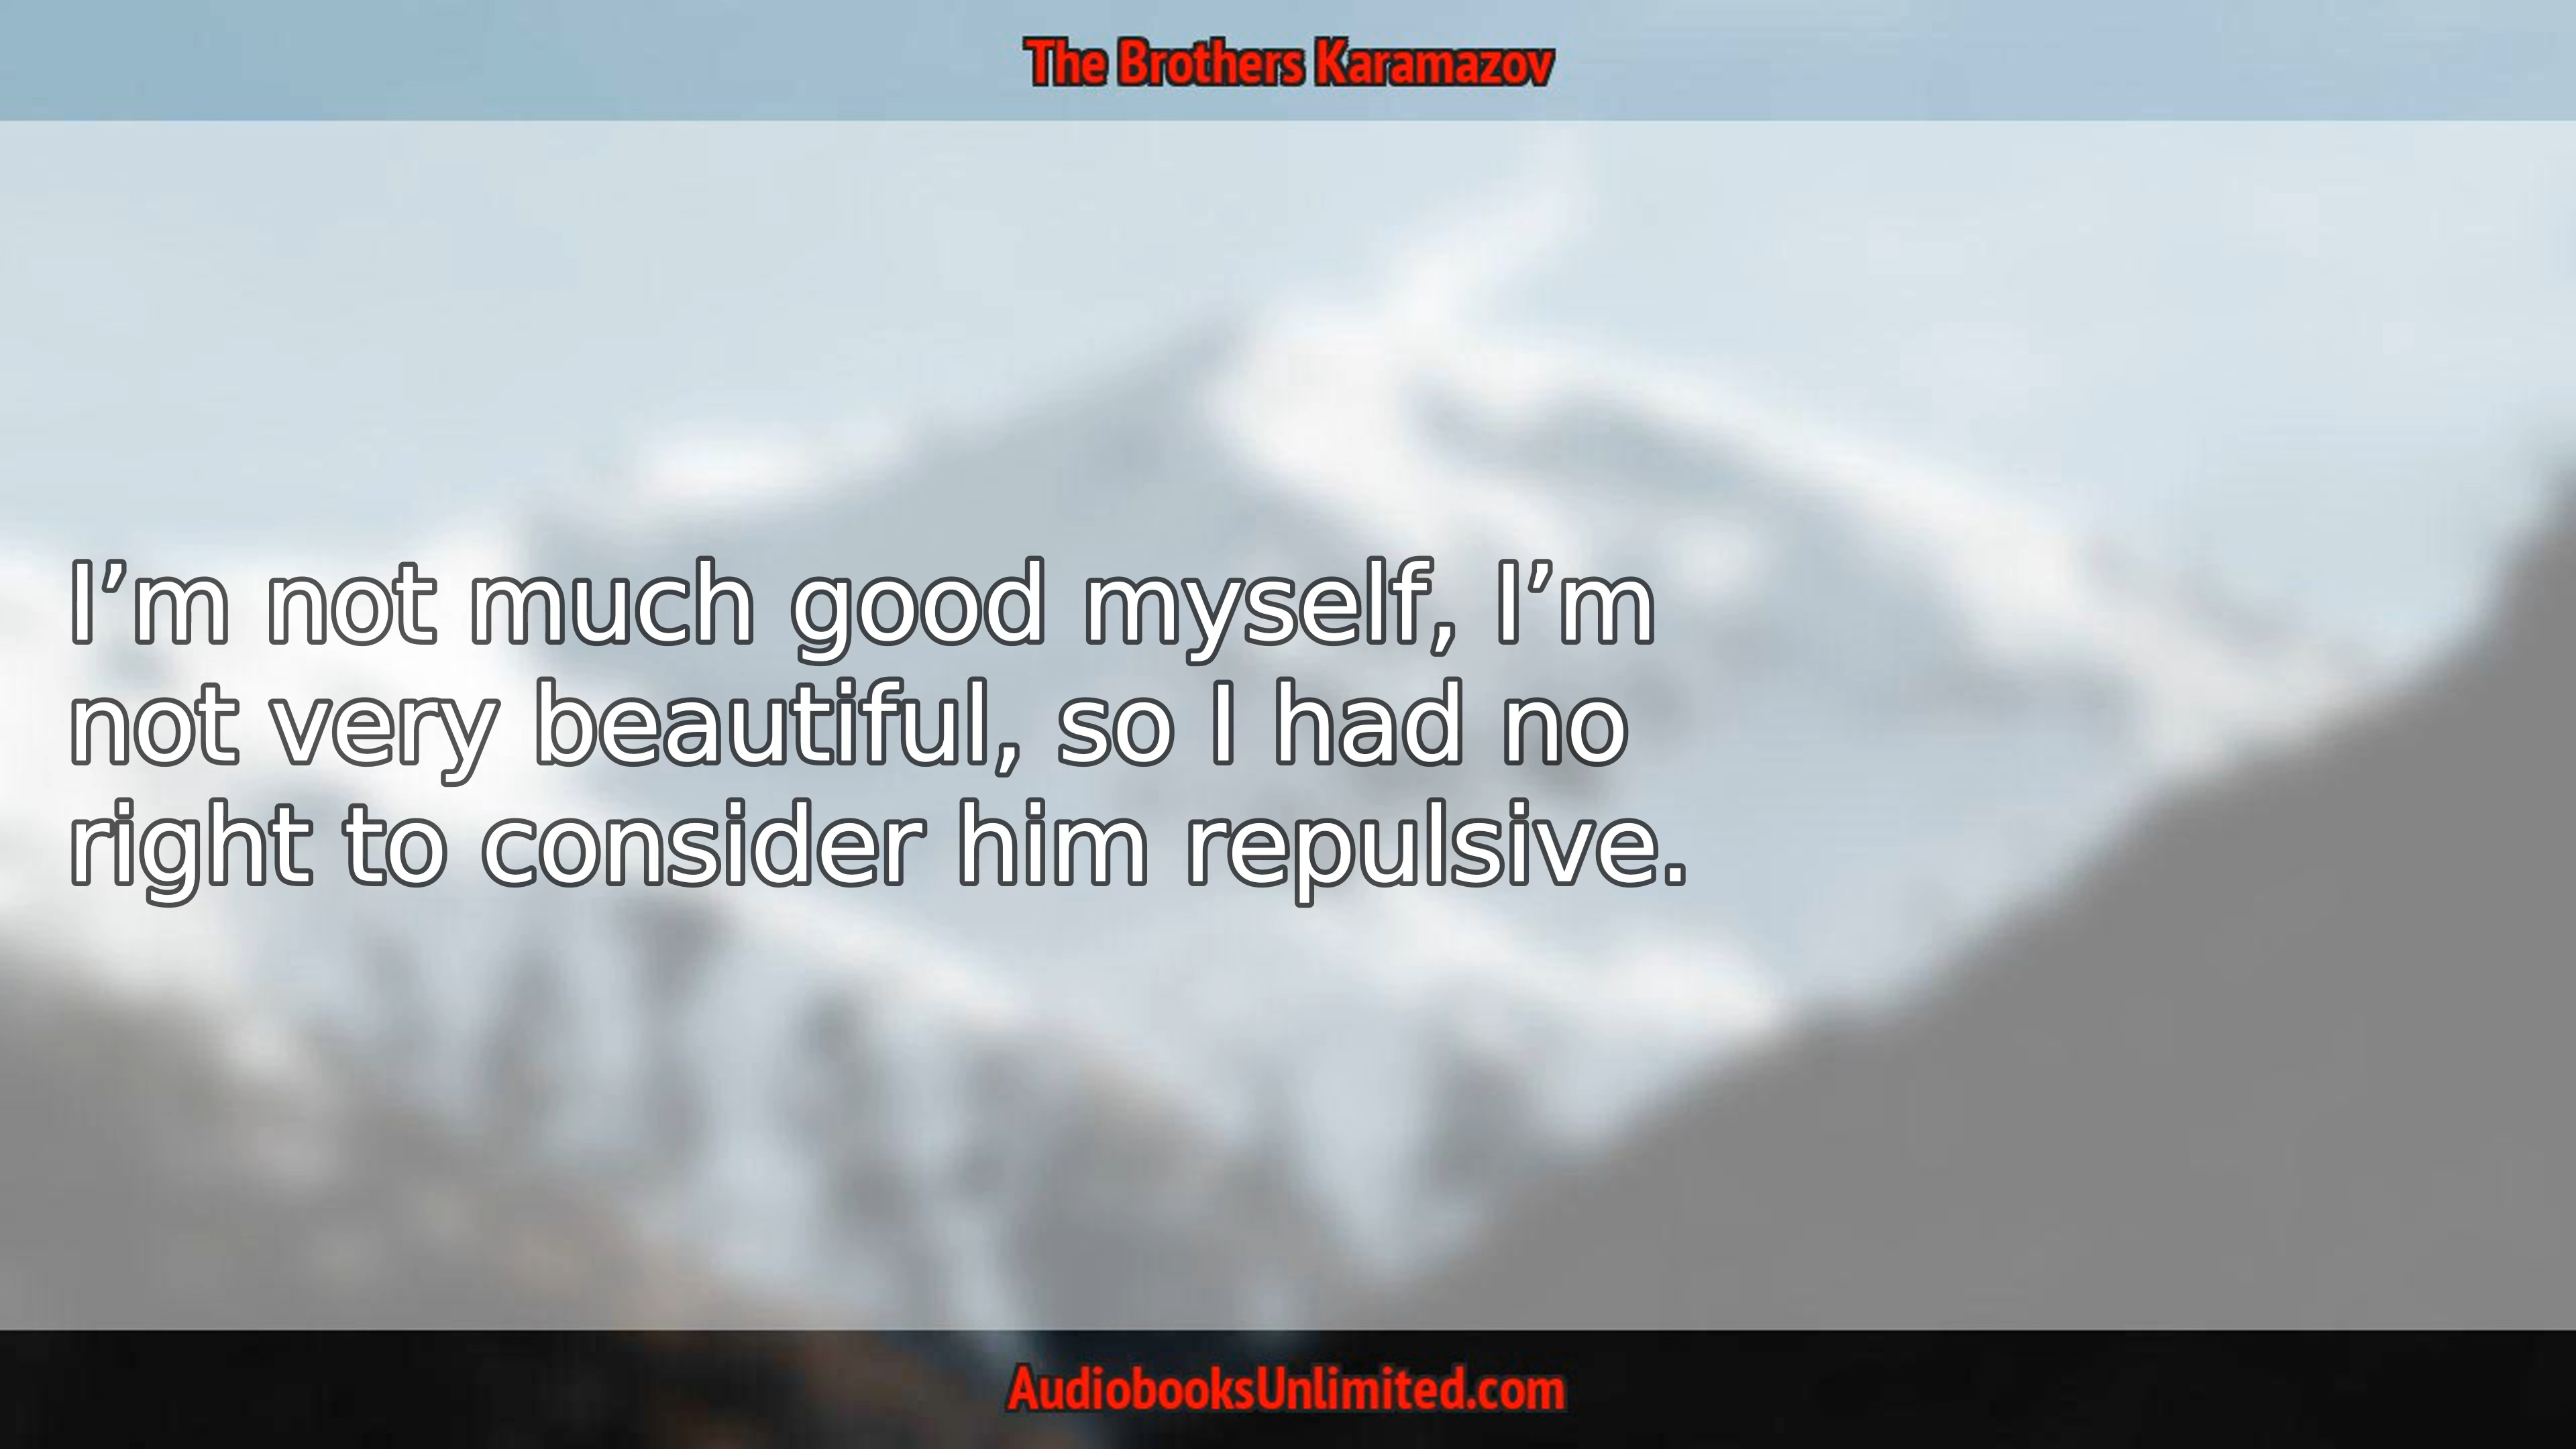 The Brothers Karamazov
I’m not much good myself, I’m
not very beautiful, so I had no
right to consider him repulsive.
AudiobooksUnlimited.com